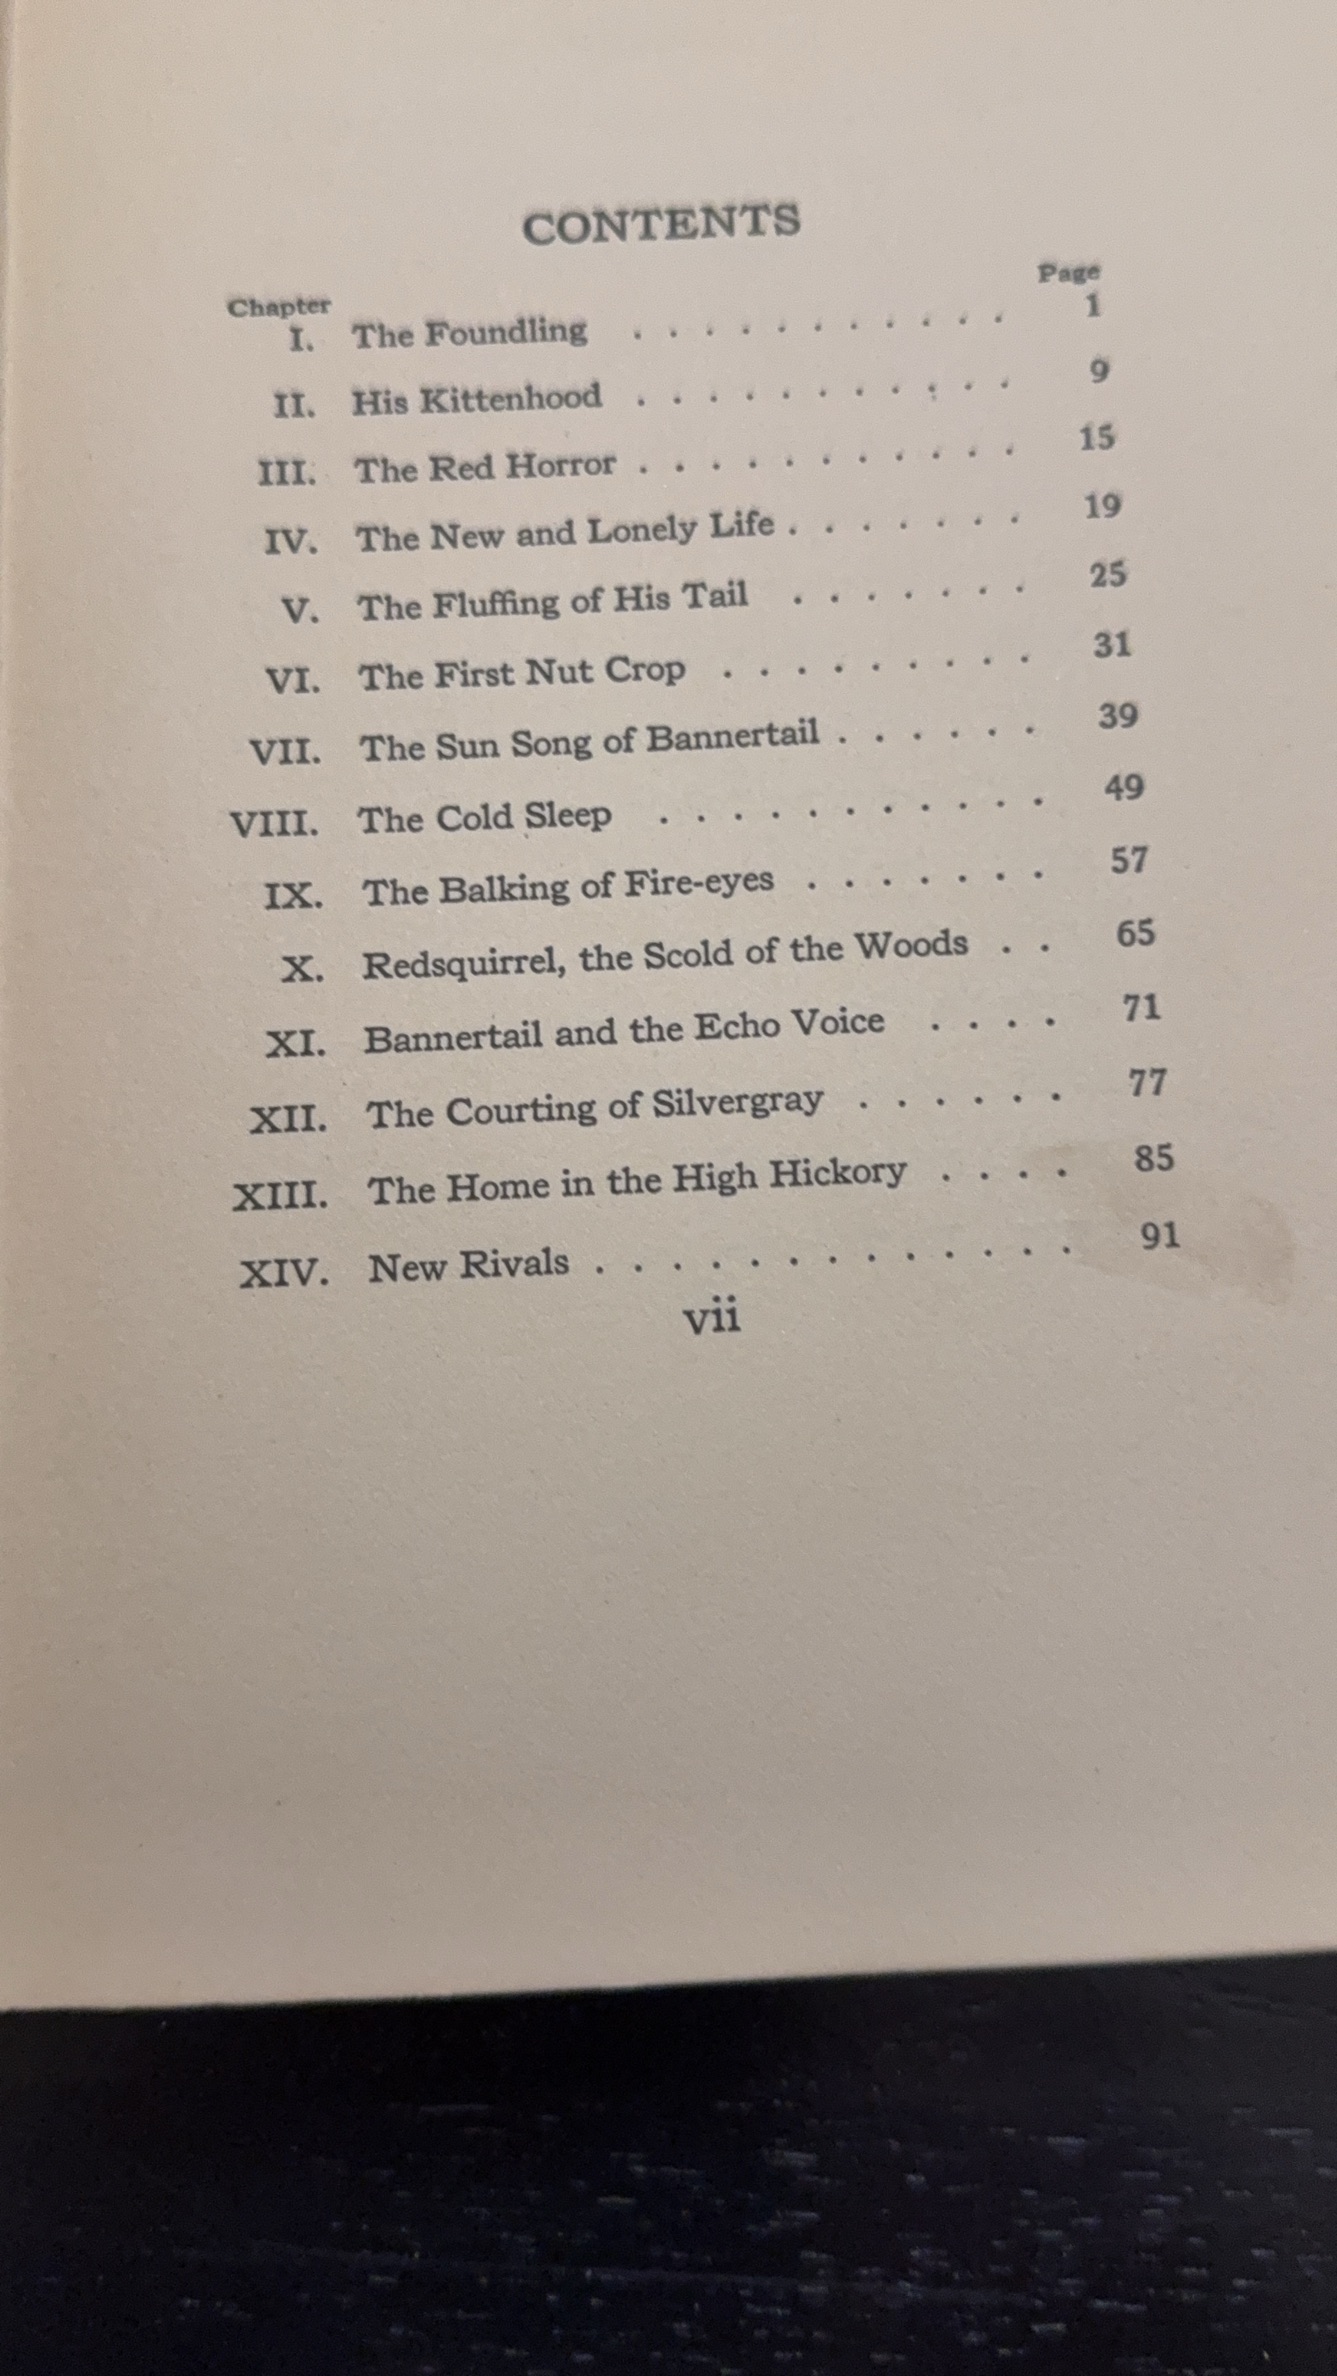 CONTENTS
Chapter Page
I. The Foundling . . . . . . . . . . . 1
II. His Kittenhood . . . . . . . . . . . 9
III. The Red Horror . . . . . . . . . . . 15
IV. The New and Lonely Life . . . . . . . 19
V. The Fluffing of His Tail . . . . . . . 25
VI. The First Nut Crop . . . . . . . . . 31
VII. The Sun Song of Bannertail . . . . . . 39
VIII. The Cold Sleep . . . . . . . . . . . 49
IX. The Balking of Fire-eyes . . . . . . . 57
X. Redsquirrel, the Scold of the Woods . . 65
XI. Bannertail and the Echo Voice . . . . 71
XII. The Courting of Silvergray . . . . . . 77
XIII. The Home in the High Hickory . . . . 85
XIV. New Rivals . . . . . . . . . . . . . 91
vii